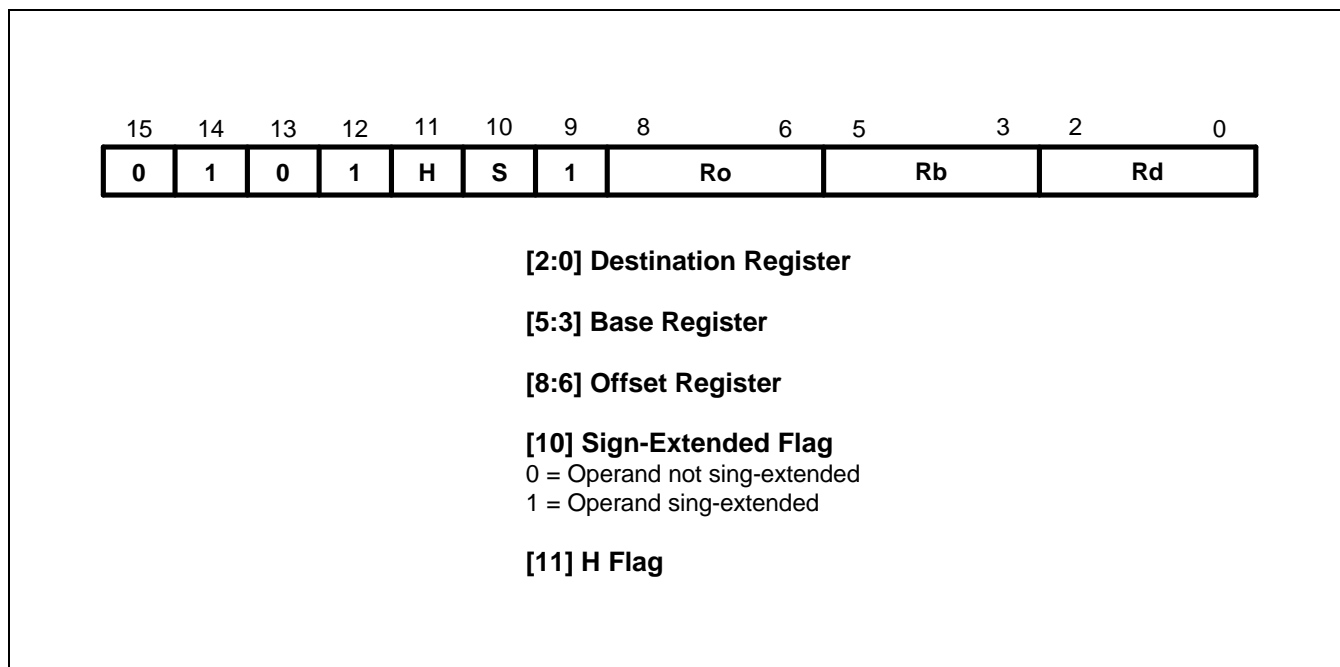 15 14 13 12 11 10 9 8 6 5 3 2 0
0 1 0 1 H S 1 Ro Rb Rd
[2:0] Destination Register
[5:3] Base Register
[8:6] Offset Register
[10] Sign-Extended Flag
0 = Operand not sing-extended
1 = Operand sing-extended
[11] H Flag